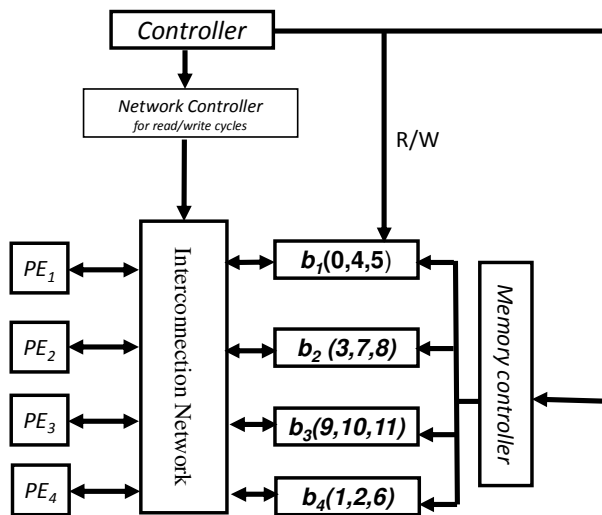 Controller
Network Controller
for read/write cycles
R/W
Interconnection Network
PE1
PE2
PE3
PE4
b1(0,4,5)
b2 (3,7,8)
b3(9,10,11)
b4(1,2,6)
Memory controller